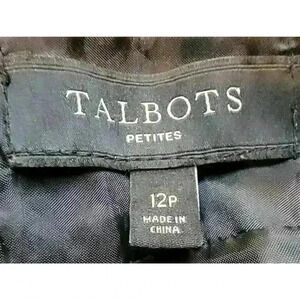 TALBOTS
PETITES
12P
MADE IN
CHINA